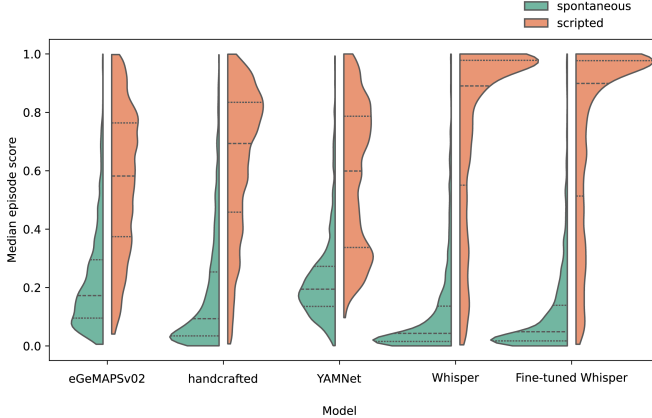 spontaneous
scripted
Median episode score
1.0
0.8
0.6
0.4
0.2
0.0
eGeMAPSv02 handcrafted YAMNet Whisper Fine-tuned Whisper
Model